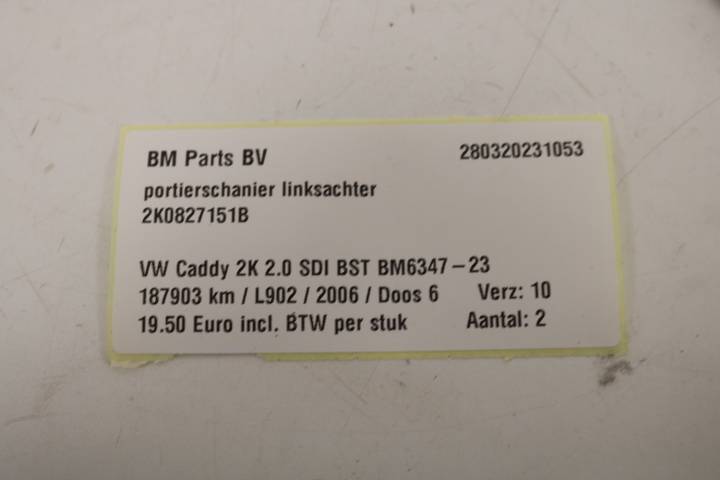 BM Parts BV 280320231053
portierschanier linksachter
2K0827151B
VW Caddy 2K 2.0 SDI BST BM6347-23
187903 km / L902 / 2006 / Doos 6 Verz: 10
19.50 Euro incl. BTW per stuk Aantal: 2